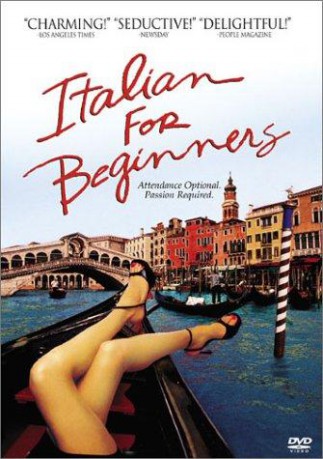 "CHARMING!" "SEDUCTIVE!" "DELIGHTFUL!"
-LOS ANGELES TIMES -NEWSDAY -PEOPLE MAGAZINE
Italian
FOR
Beginners
Attendance Optional.
Passion Required.
DVD
VIDEO